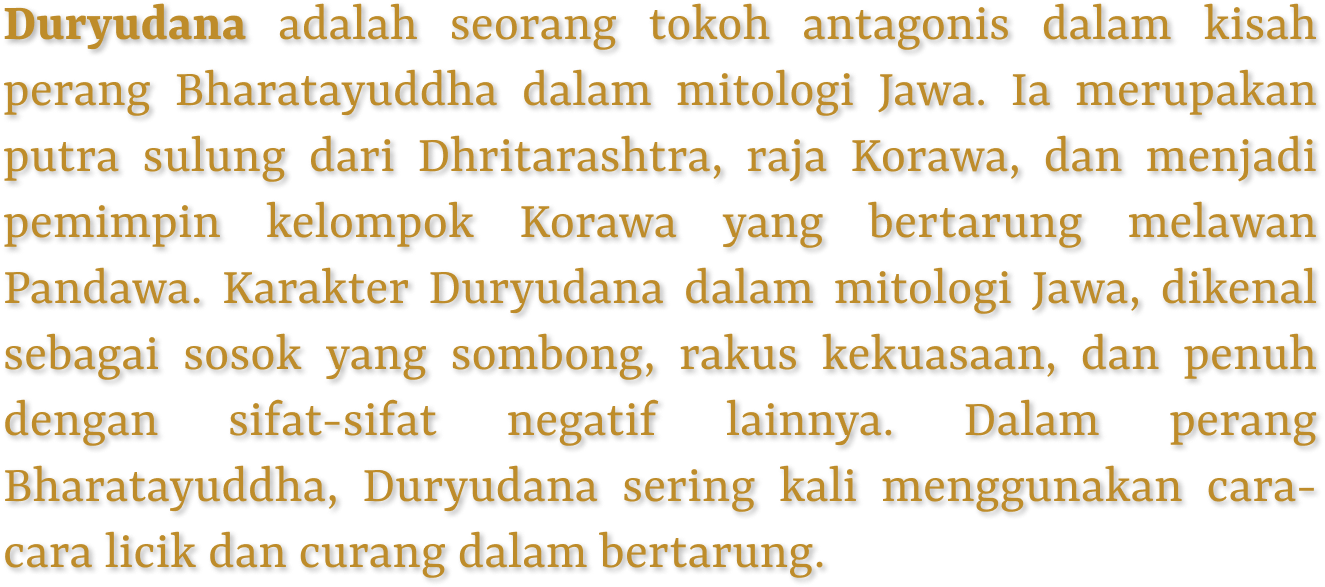 Duryudana adalah seorang tokoh antagonis dalam kisah
perang Bharatayuddha dalam mitologi Jawa. Ia merupakan
putra sulung dari Dhritarashtra, raja Korawa, dan menjadi
pemimpin kelompok Korawa yang bertarung melawan
Pandawa. Karakter Duryudana dalam mitologi Jawa, dikenal
sebagai sosok yang sombong, rakus kekuasaan, dan penuh
dengan sifat-sifat negatif lainnya. Dalam perang
Bharatayuddha, Duryudana sering kali menggunakan cara-
cara licik dan curang dalam bertarung.